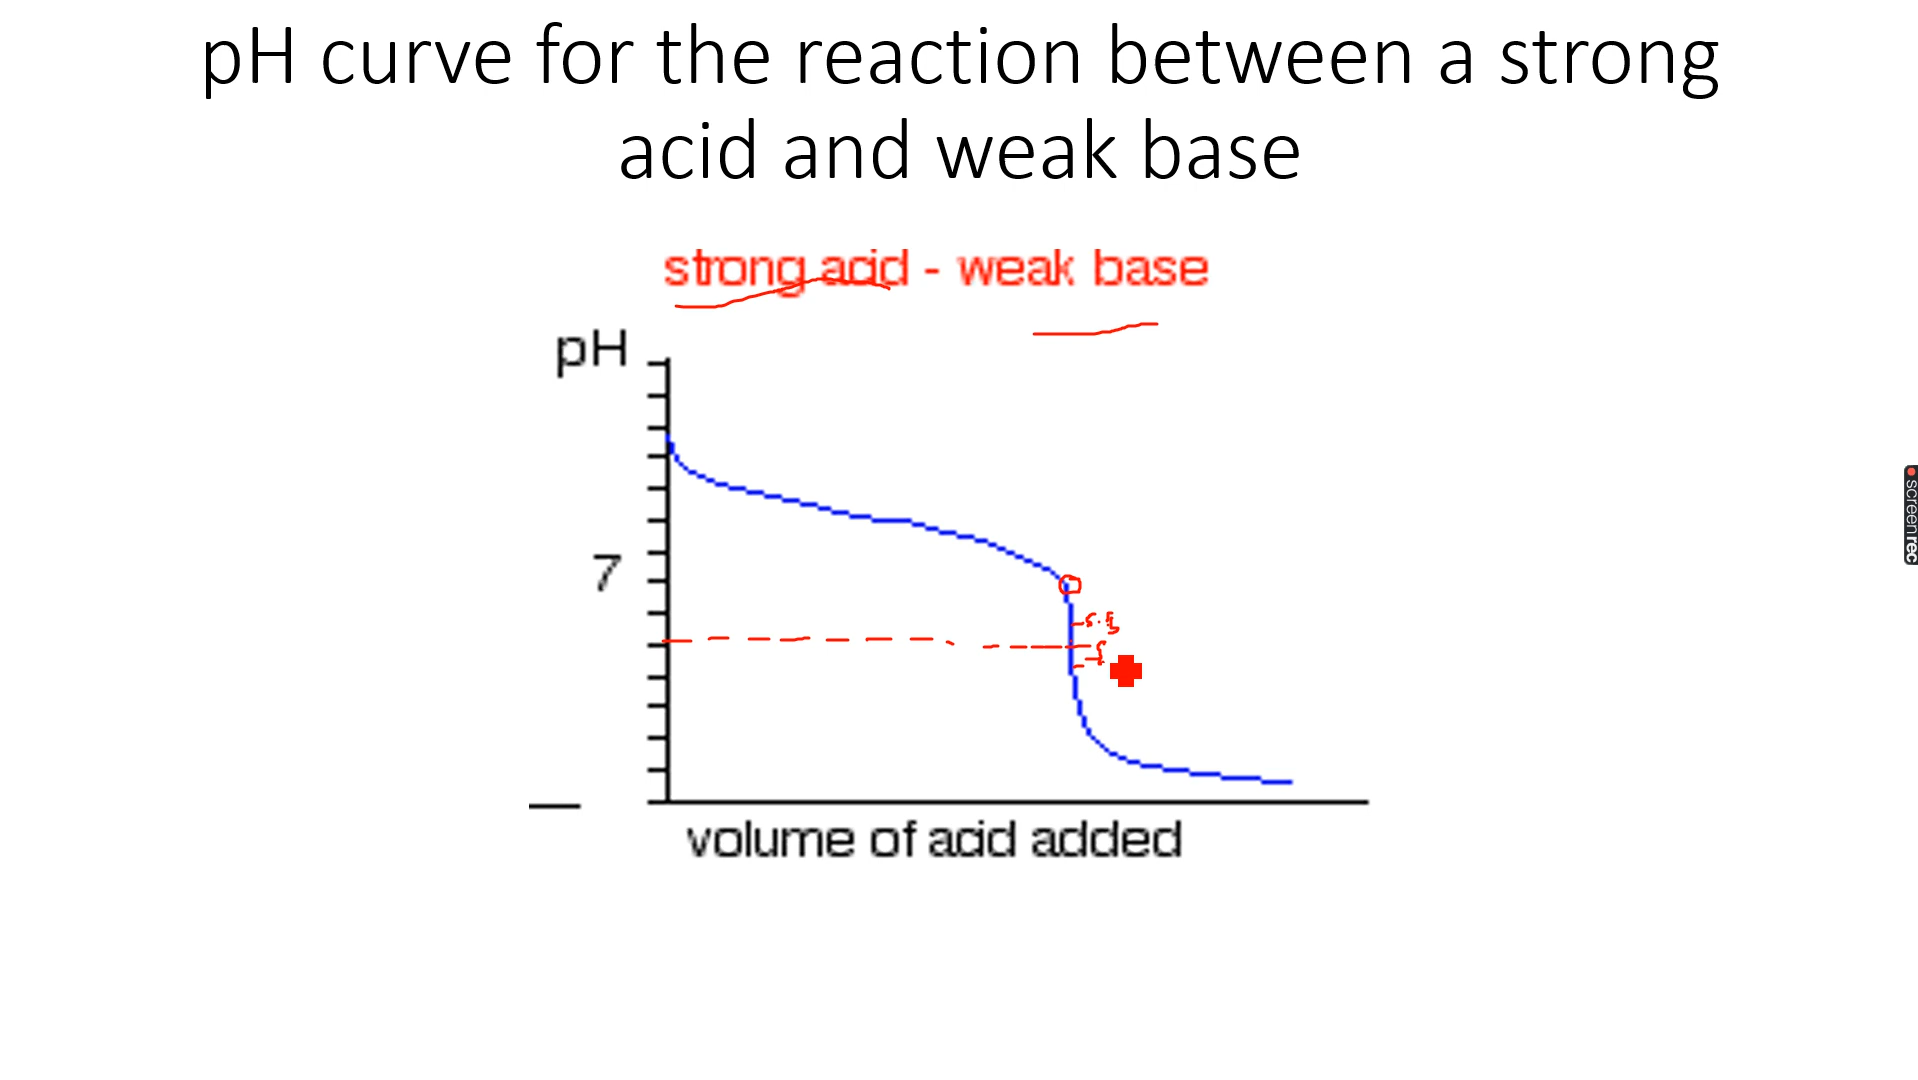 pH curve for the reaction between a strong
acid and weak base
strong acid - weak base
pH
7
5
volume of acid added
screenrec